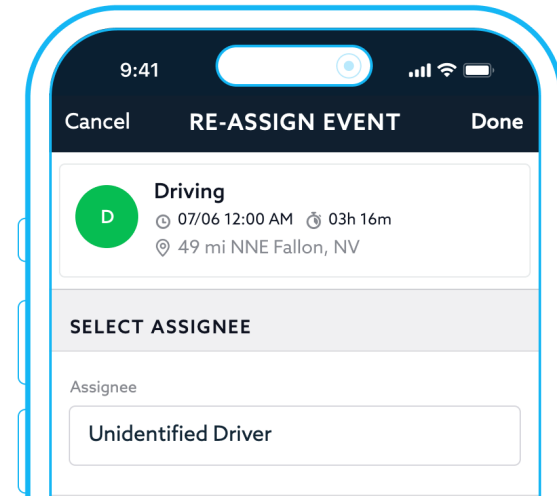 9:41
Cancel RE-ASSIGN EVENT Done
D
Driving
07/06 12:00 AM 03h 16m
49 mi NNE Fallon, NV
SELECT ASSIGNEE
Assignee
Unidentified Driver